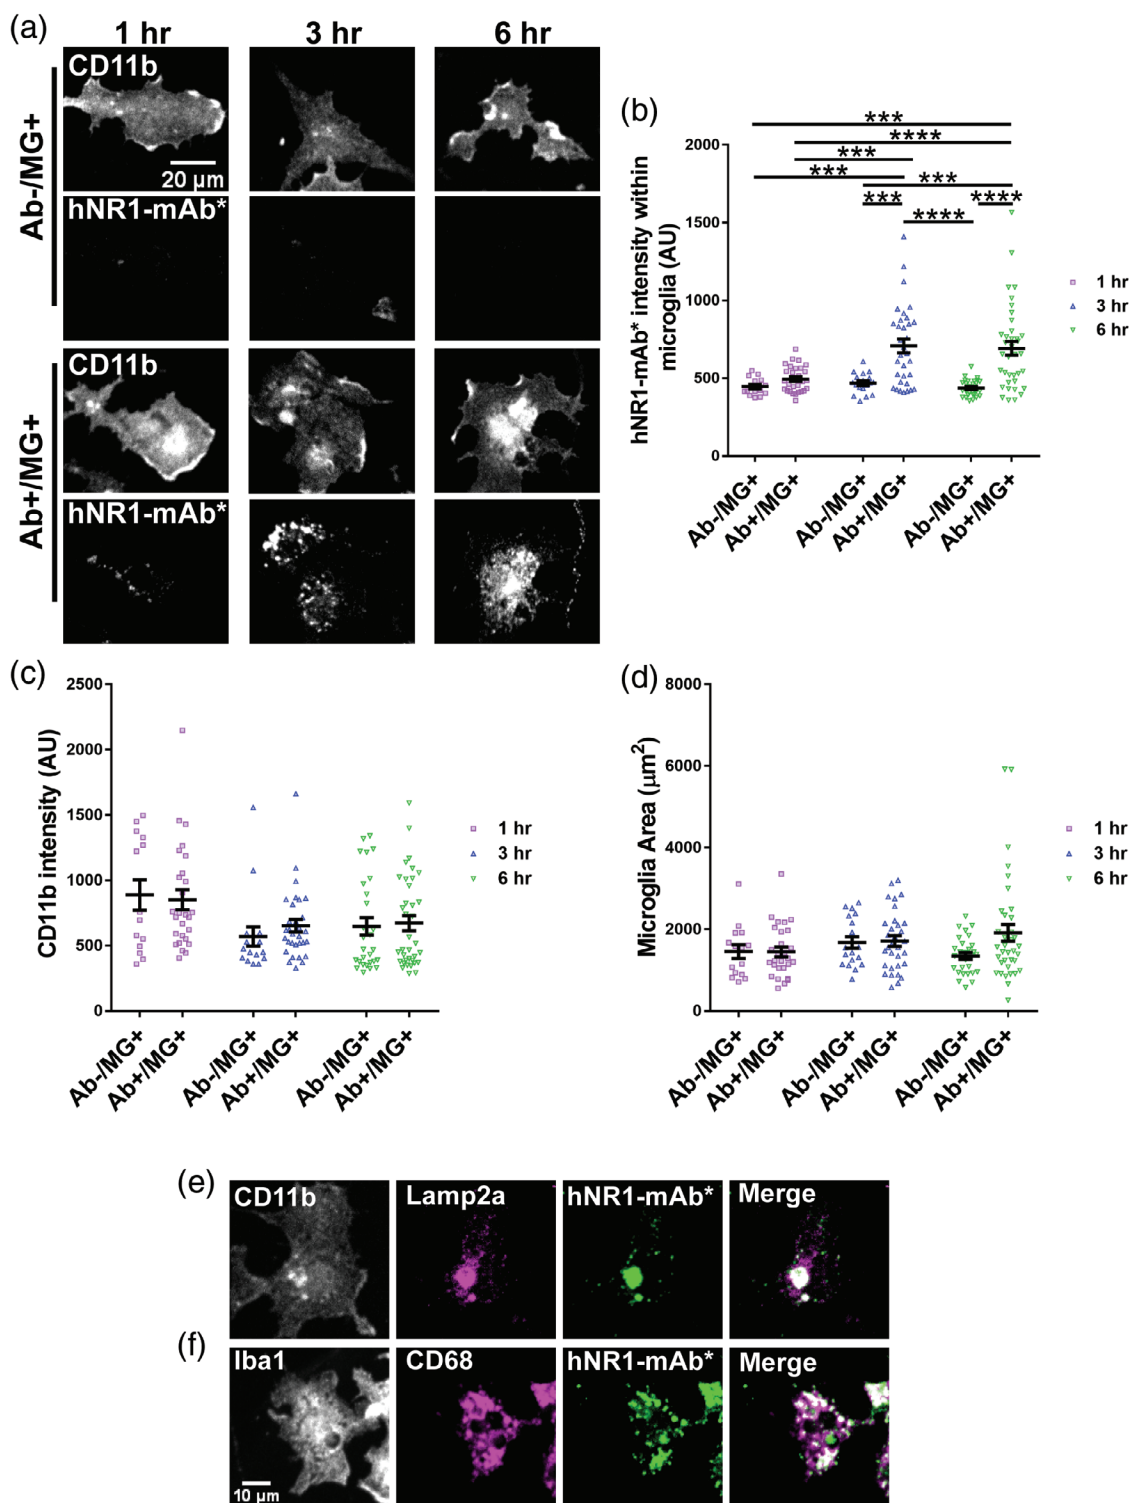 (a)
1 hr 3 hr 6 hr
Ab-/MG+
CD11b
20 μm
hNR1-mAb*
Ab+/MG+
CD11b
hNR1-mAb*
(b)
hNR1-mAb* intensity within
microglia (AU)
2000
1500
1000
500
0
***
****
***
***
***
***
****
****
Ab-/MG+
Ab+/MG+
Ab-/MG+
Ab+/MG+
Ab-/MG+
Ab+/MG+
1 hr
3 hr
6 hr
(c)
CD11b intensity (AU)
2500
2000
1500
1000
500
0
Ab-/MG+
Ab+/MG+
Ab-/MG+
Ab+/MG+
Ab-/MG+
Ab+/MG+
1 hr
3 hr
6 hr
(d)
Microglia Area (μm²)
8000
6000
4000
2000
0
Ab-/MG+
Ab+/MG+
Ab-/MG+
Ab+/MG+
Ab-/MG+
Ab+/MG+
1 hr
3 hr
6 hr
(e)
CD11b Lamp2a hNR1-mAb* Merge
(f)
Iba1 CD68 hNR1-mAb* Merge
10 μm